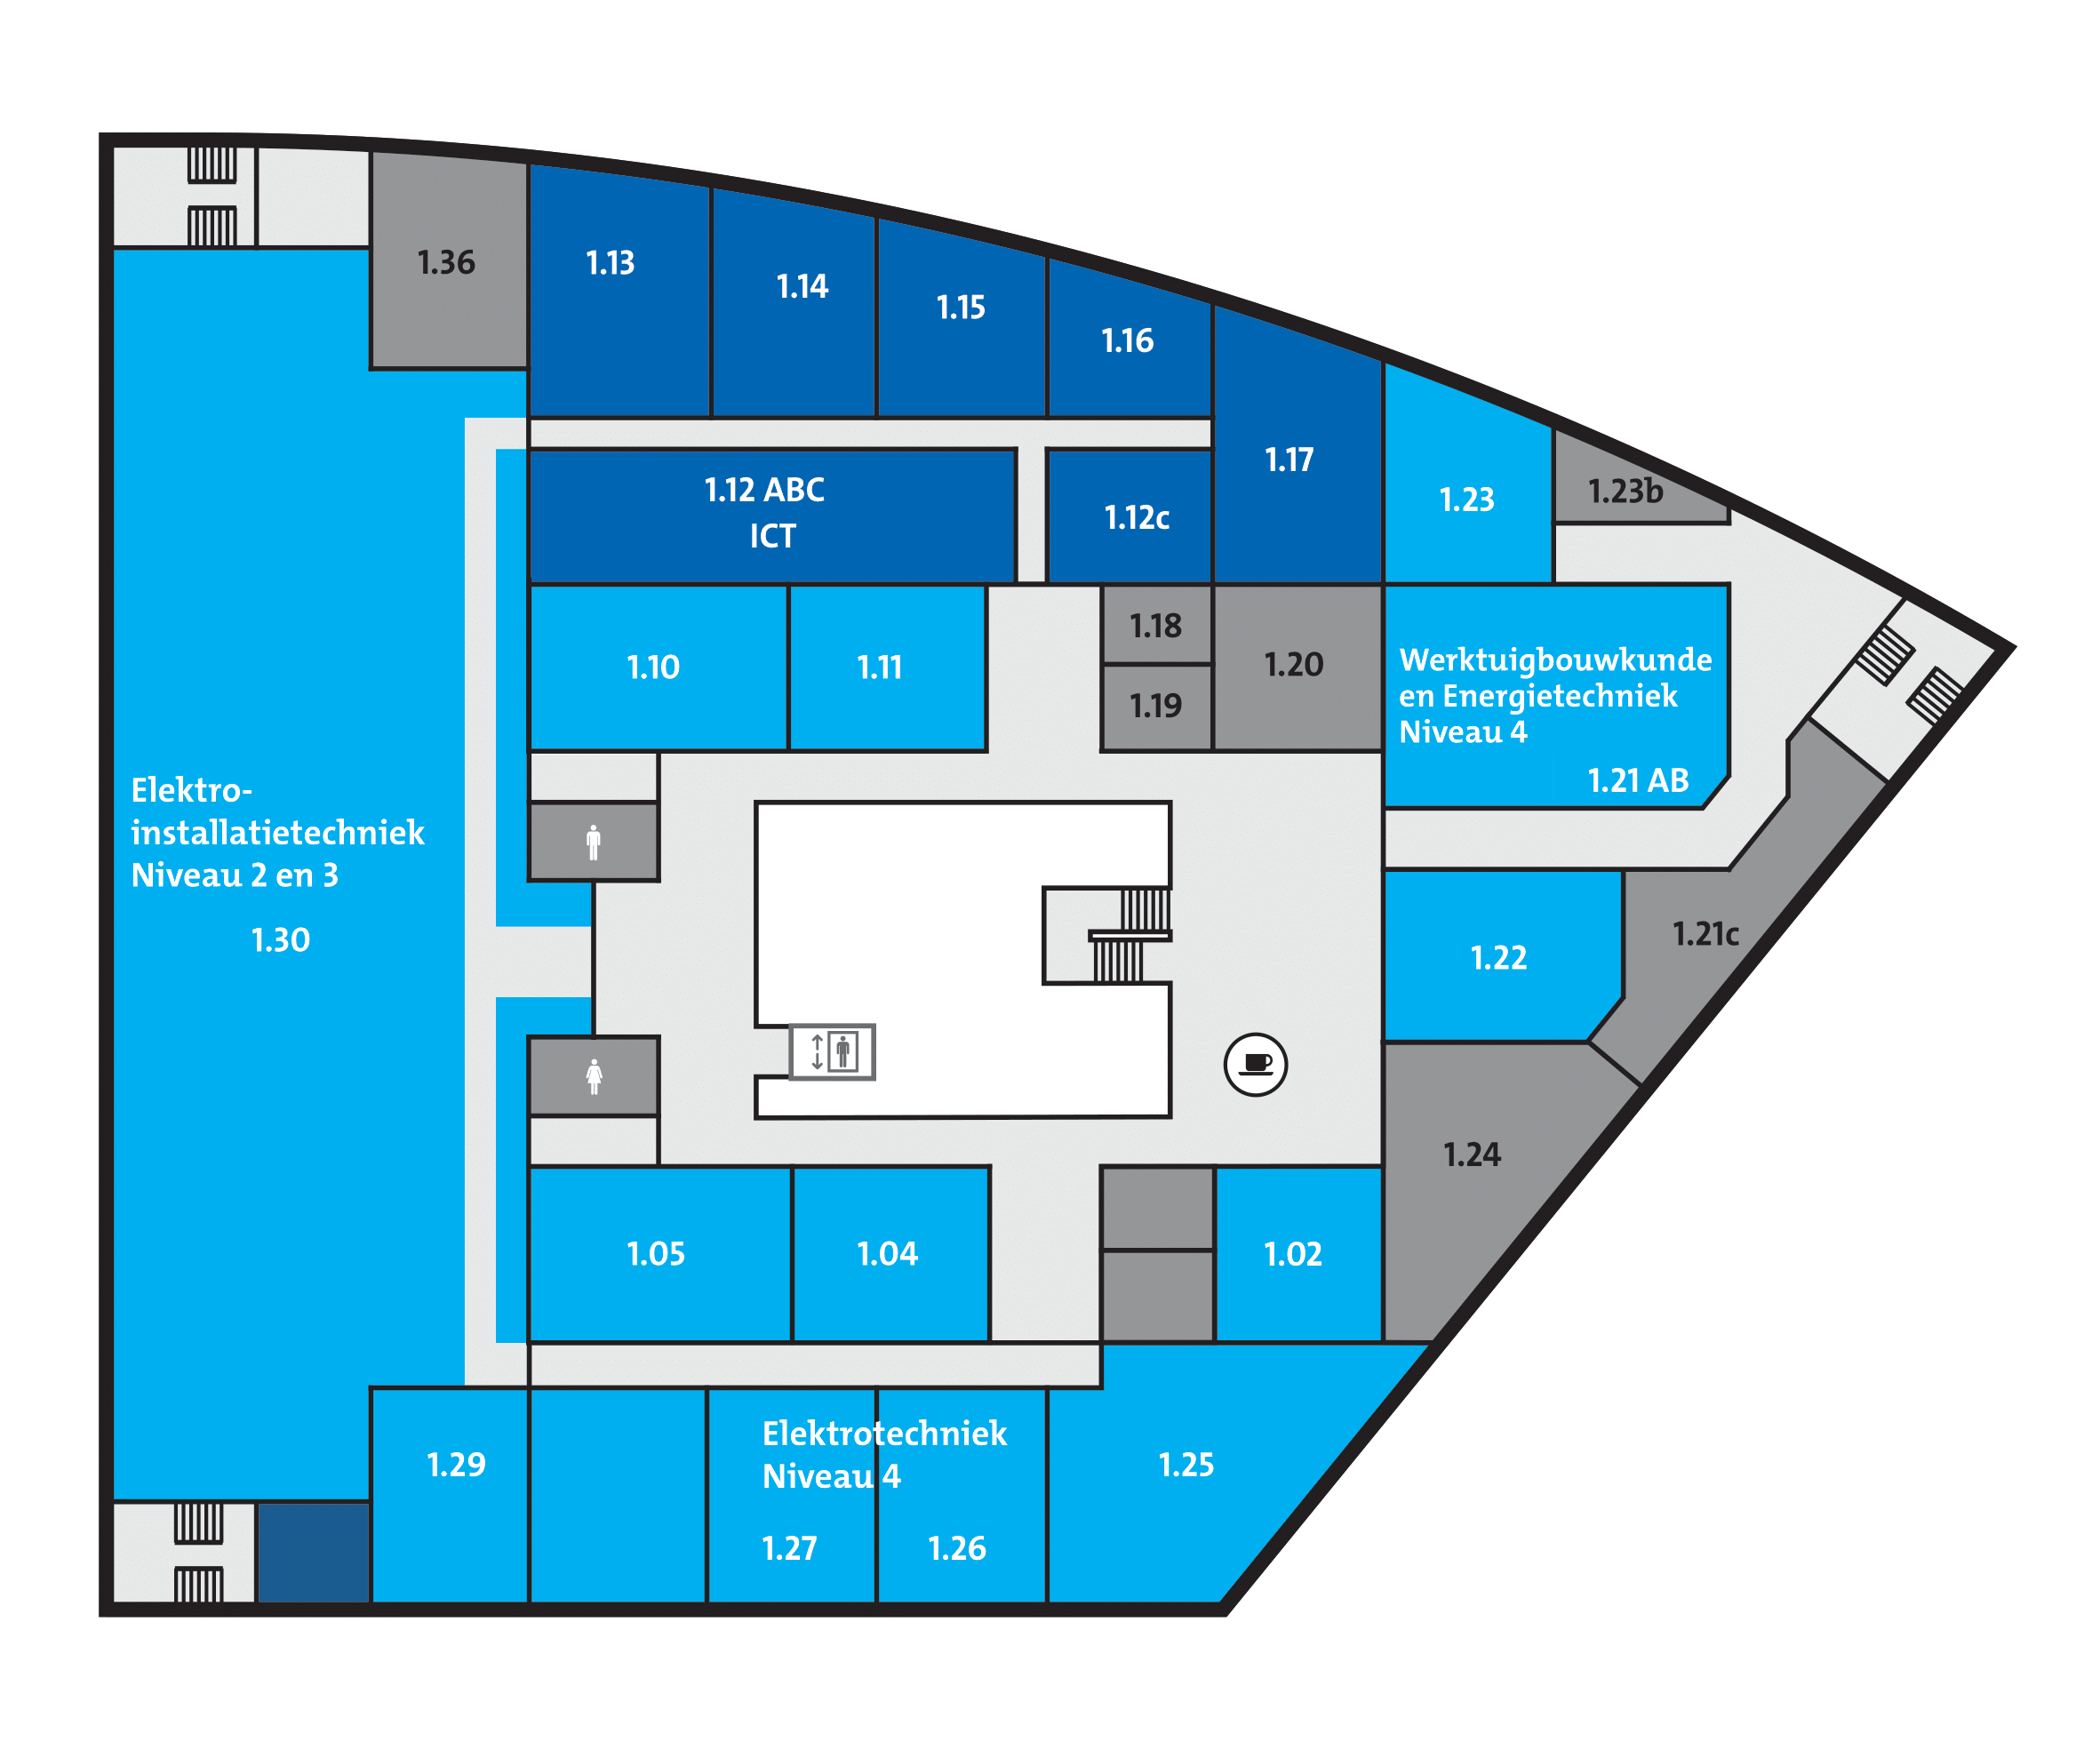 1.36
1.13
1.14
1.15
1.16
1.17
1.12 ABC
ICT
1.12c
1.23
1.23b
1.10
1.11
1.18
1.19
1.20
Werktuigbouwkunde
en Energietechniek
Niveau 4
1.21 AB
Elektro-
installatietechniek
Niveau 2 en 3
1.30
1.22
1.21c
1.24
1.05
1.04
1.02
1.29
Elektrotechniek
Niveau 4
1.27
1.26
1.25